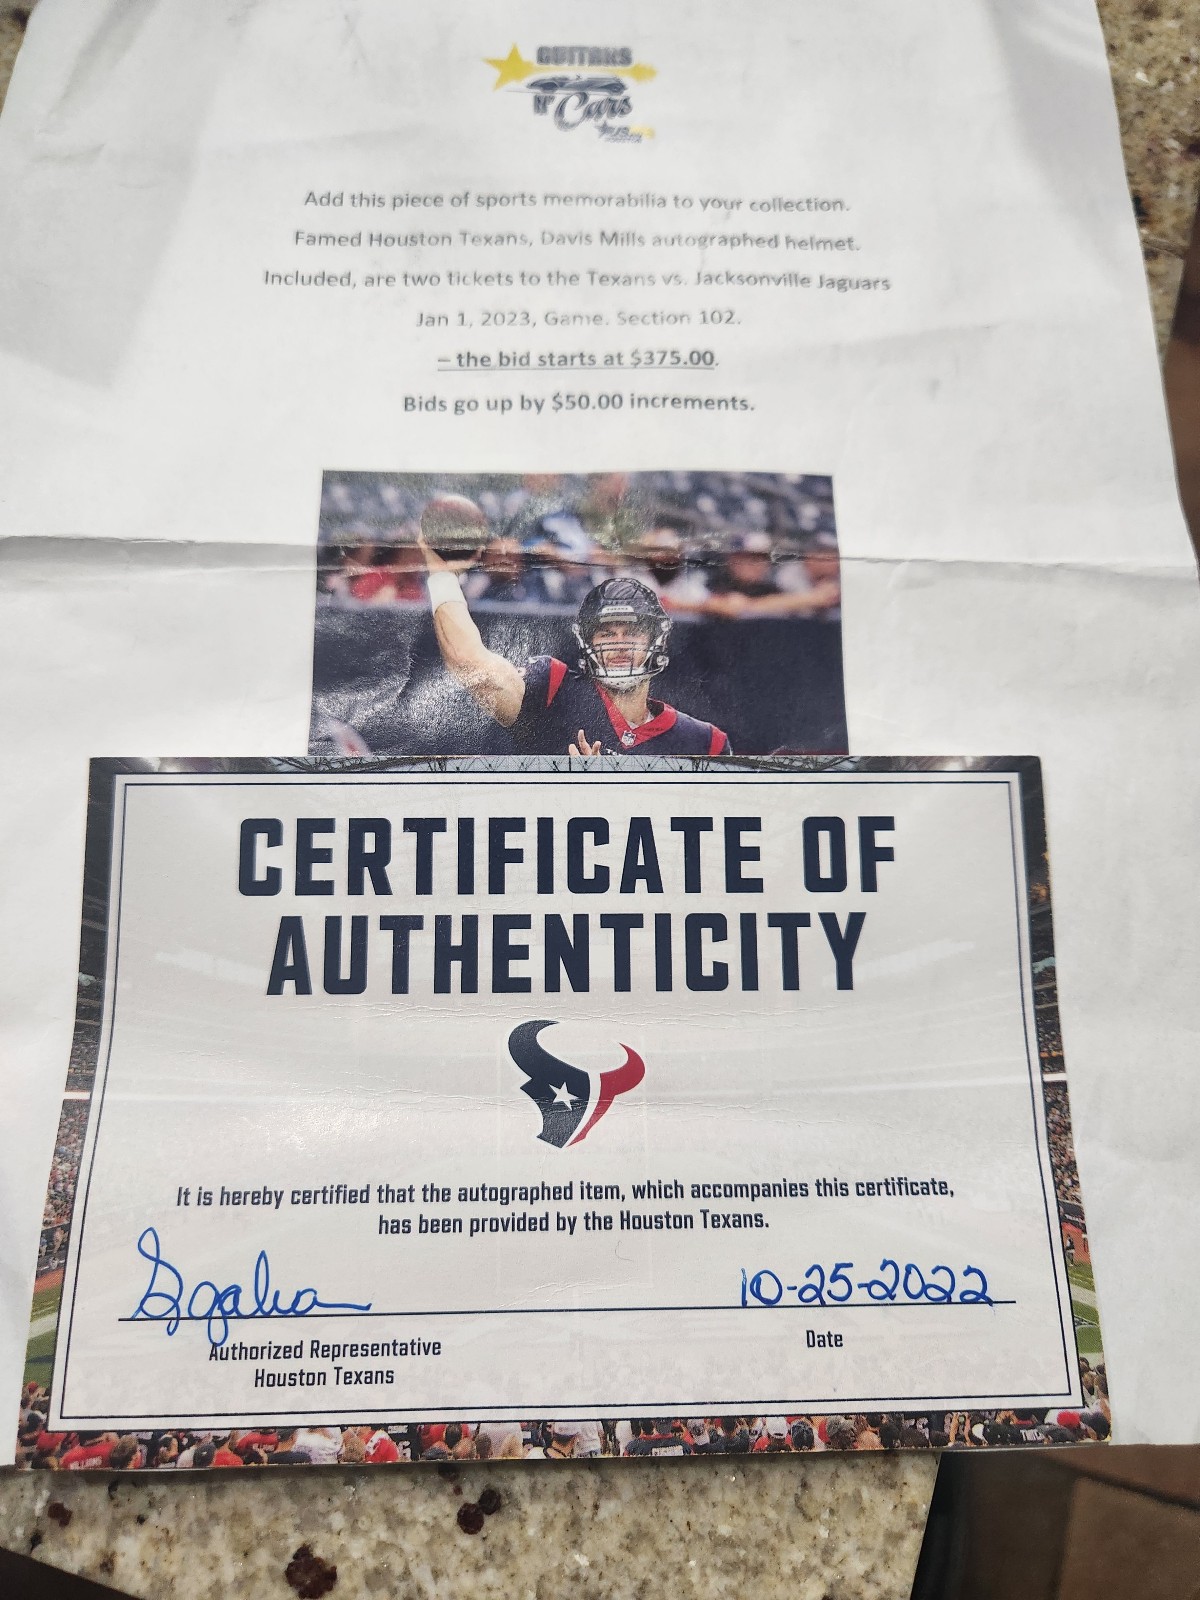 GUITARS
N' Cars
Add this piece of sports memorabilia to your collection.
Famed Houston Texans, Davis Mills autographed helmet.
Included, are two tickets to the Texans vs. Jacksonville Jaguars
Jan 1, 2023, Game. Section 102.
– the bid starts at $375.00.
Bids go up by $50.00 increments.
CERTIFICATE OF
AUTHENTICITY
It is hereby certified that the autographed item, which accompanies this certificate,
has been provided by the Houston Texans.
10-25-2022
Authorized Representative
Houston Texans
Date